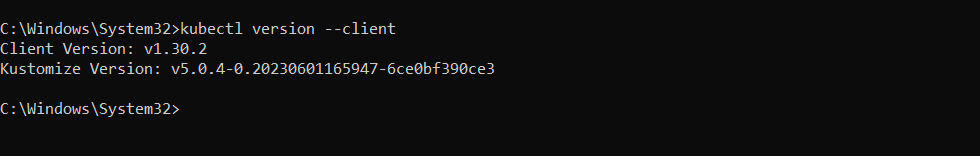 C:\Windows\System32>kubectl version --client
Client Version: v1.30.2
Kustomize Version: v5.0.4-0.20230601165947-6ce0bf390ce3
C:\Windows\System32>